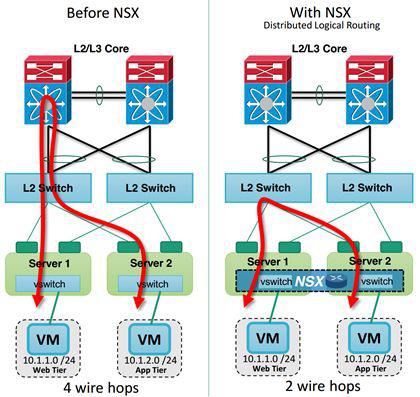 Before NSX
L2/L3 Core
L2 Switch
L2 Switch
Server 1
Server 2
vswitch
vswitch
VM
VM
10.1.1.0 /24
10.1.2.0 /24
Web Tier
App Tier
4 wire hops
With NSX
Distributed Logical Routing
L2/L3 Core
L2 Switch
L2 Switch
Server 1
Server 2
vswitch NSX vswitch
VM
VM
10.1.1.0 /24
10.1.2.0 /24
Web Tier
App Tier
2 wire hops